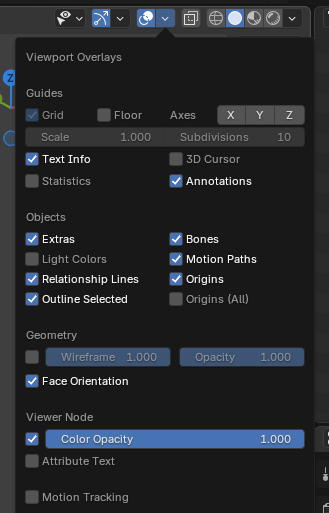 Z
Viewport Overlays
Guides
Grid Floor Axes X Y Z
Scale 1.000 Subdivisions 10
Text Info 3D Cursor
Statistics Annotations
Objects
Extras Bones
Light Colors Motion Paths
Relationship Lines Origins
Outline Selected Origins (All)
Geometry
Wireframe 1.000 Opacity 1.000
Face Orientation
Viewer Node
Color Opacity 1.000
Attribute Text
Motion Tracking